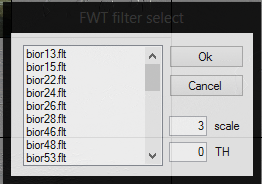 FWT filter select
bior13.flt
bior15.flt
bior22.flt
bior24.flt
bior26.flt
bior28.flt
bior46.flt
bior48.flt
bior53.flt
Ok
Cancel
3 scale
0 TH